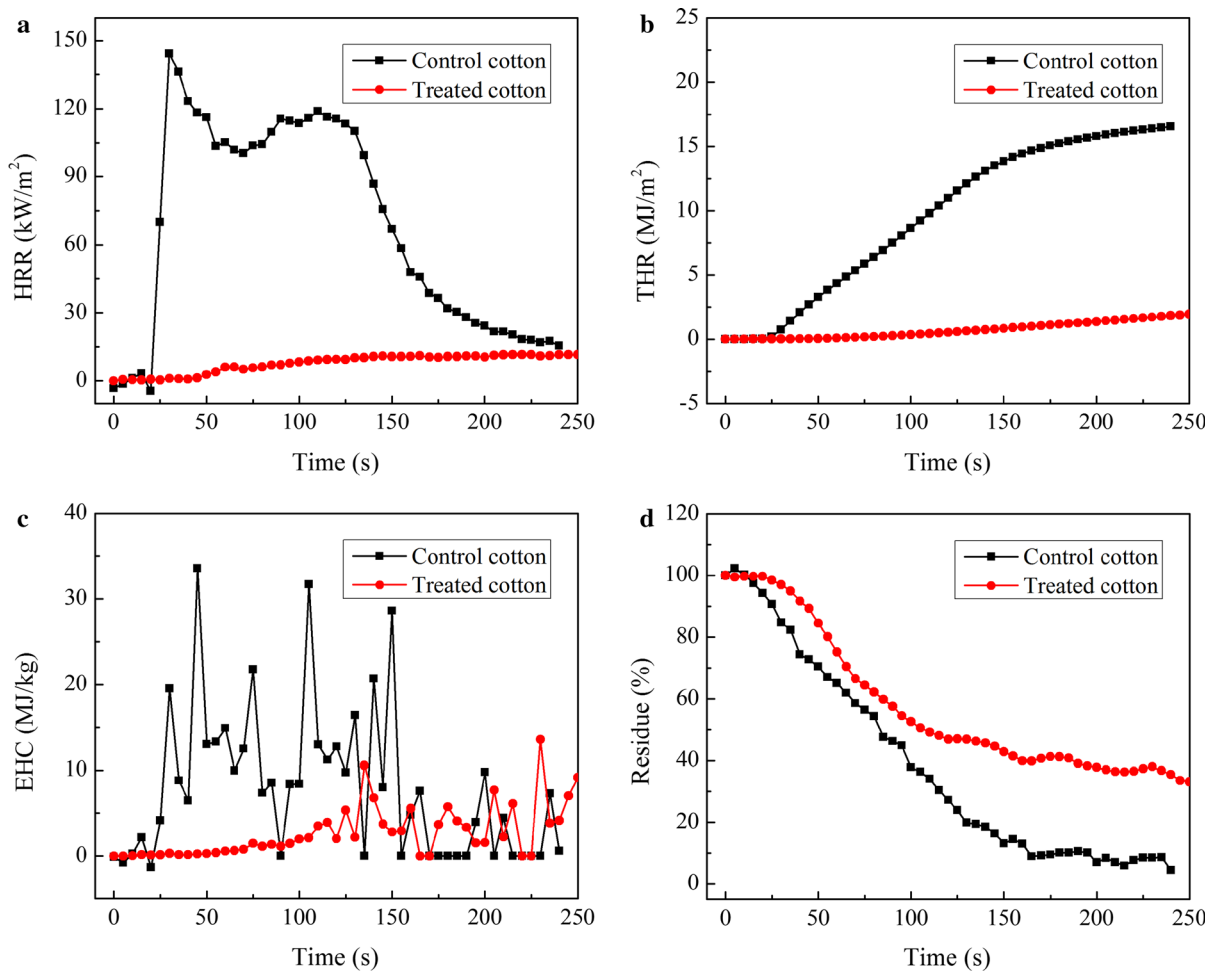 a
150
120
90
60
30
0
HRR (kW/m²)
Control cotton
Treated cotton
0 50 100 150 200 250
Time (s)
b
25
20
15
10
5
0
-5
THR (MJ/m²)
Control cotton
Treated cotton
0 50 100 150 200 250
Time (s)
c
40
30
20
10
0
EHC (MJ/kg)
Control cotton
Treated cotton
0 50 100 150 200 250
Time (s)
d
120
100
80
60
40
20
0
Residue (%)
Control cotton
Treated cotton
0 50 100 150 200 250
Time (s)